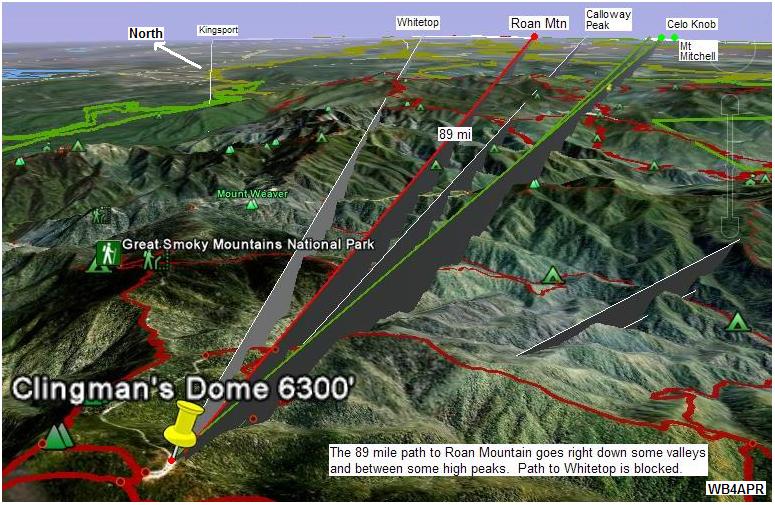 North
Kingsport
Whitetop
Roan Mtn
Calloway
Peak
Celo Knob
Mt
Mitchell
89 mi
Mount Weaver
Great Smoky Mountains National Park
Clingman's Dome 6300'
The 89 mile path to Roan Mountain goes right down some valleys
and between some high peaks. Path to Whitetop is blocked.
WB4APR